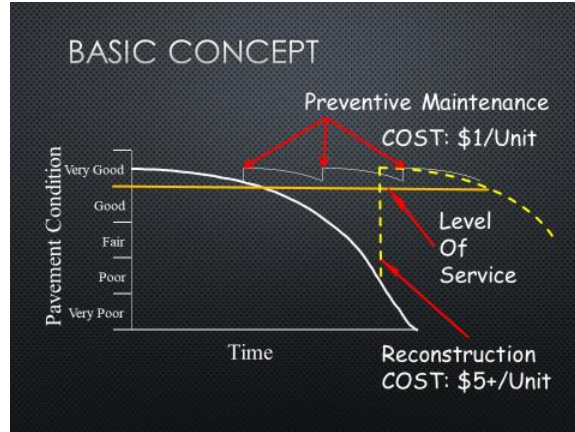 BASIC CONCEPT
Preventive Maintenance
COST: $1/Unit
Pavement Condition
Very Good
Good
Fair
Poor
Very Poor
Level
Of
Service
Time
Reconstruction
COST: $5+/Unit